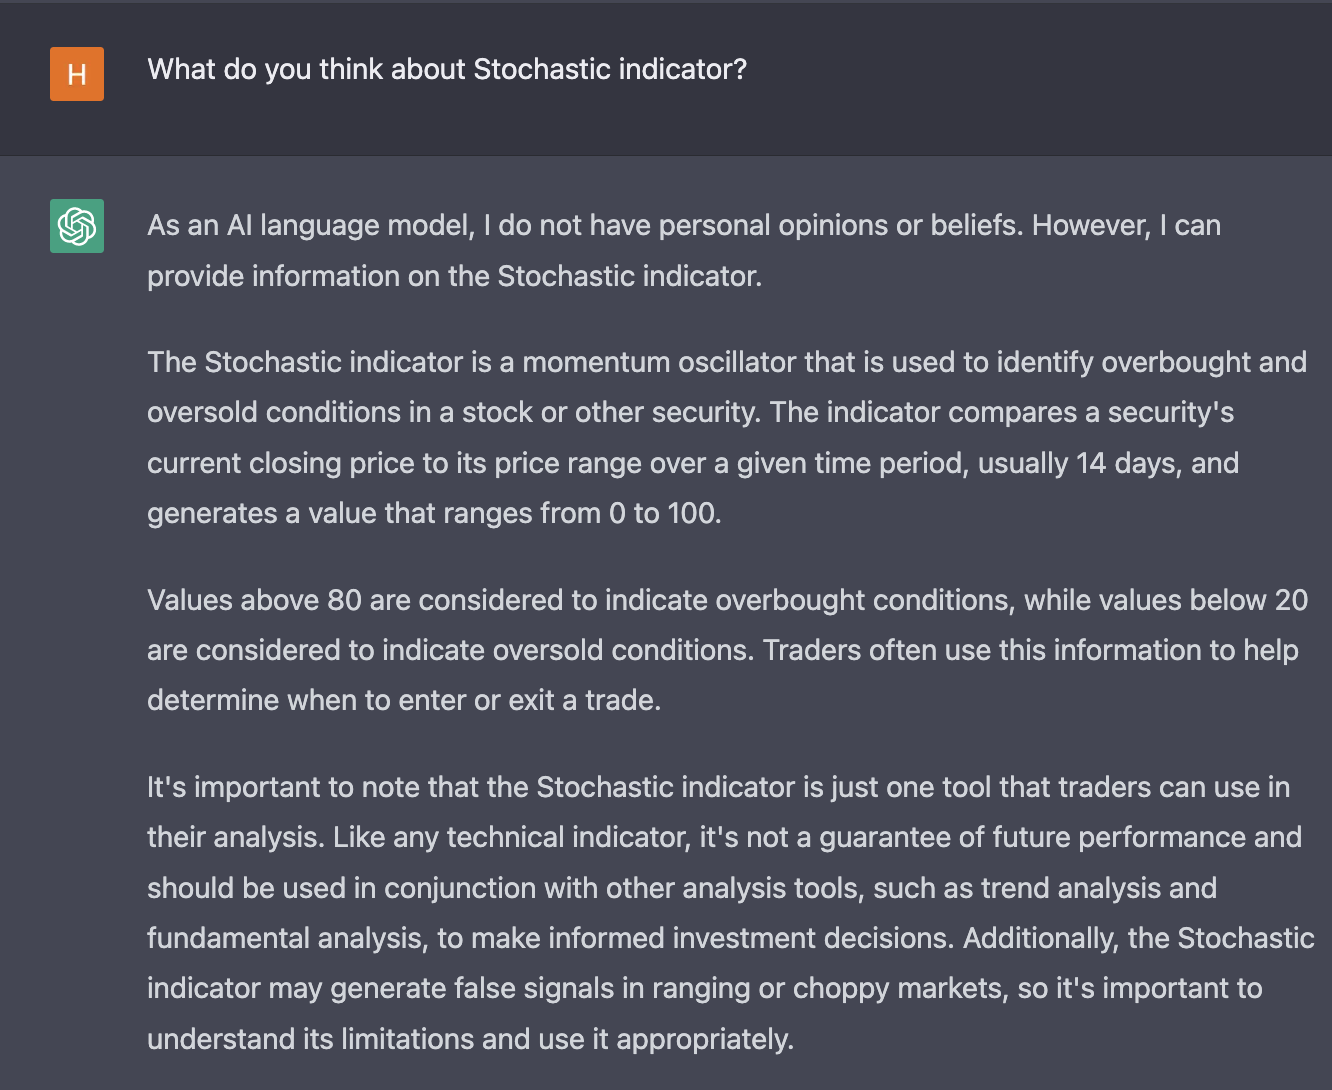 H
What do you think about Stochastic indicator?
As an AI language model, I do not have personal opinions or beliefs. However, I can
provide information on the Stochastic indicator.
The Stochastic indicator is a momentum oscillator that is used to identify overbought and
oversold conditions in a stock or other security. The indicator compares a security's
current closing price to its price range over a given time period, usually 14 days, and
generates a value that ranges from 0 to 100.
Values above 80 are considered to indicate overbought conditions, while values below 20
are considered to indicate oversold conditions. Traders often use this information to help
determine when to enter or exit a trade.
It's important to note that the Stochastic indicator is just one tool that traders can use in
their analysis. Like any technical indicator, it's not a guarantee of future performance and
should be used in conjunction with other analysis tools, such as trend analysis and
fundamental analysis, to make informed investment decisions. Additionally, the Stochastic
indicator may generate false signals in ranging or choppy markets, so it's important to
understand its limitations and use it appropriately.